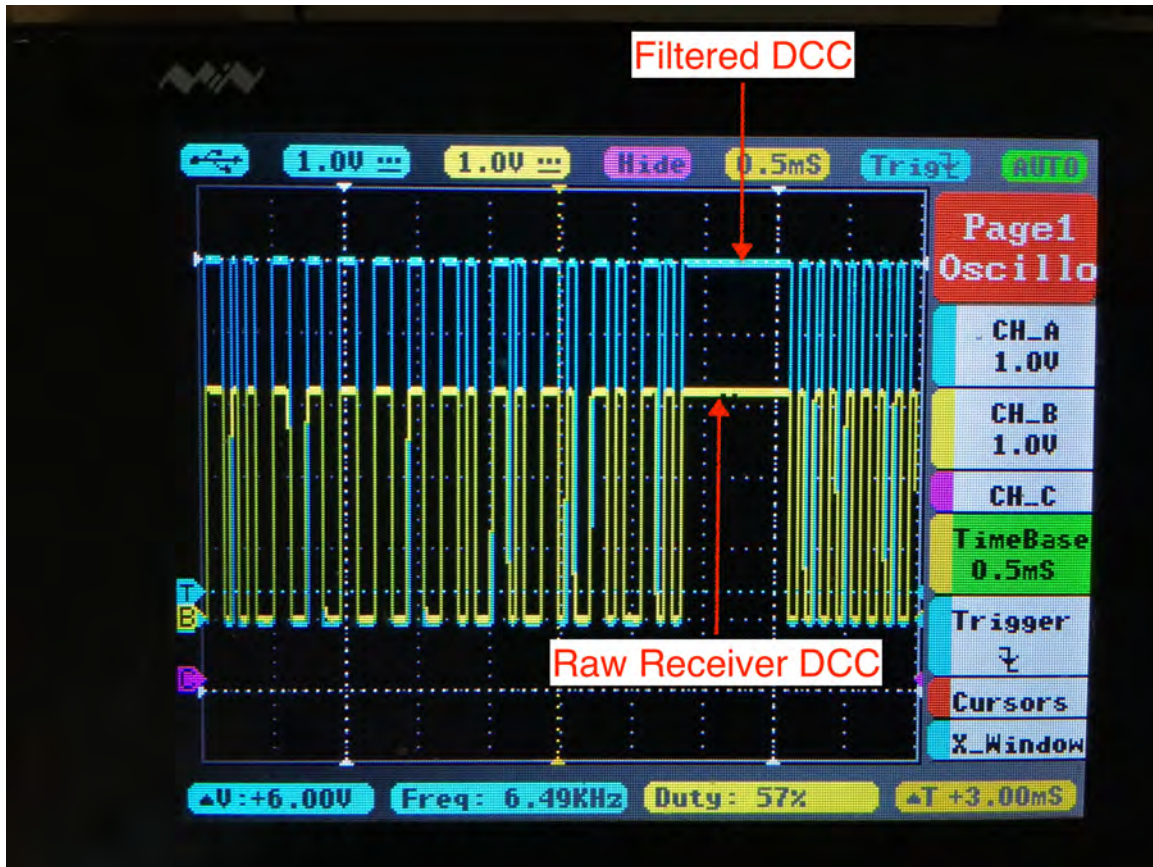 Filtered DCC
MiN
1.0V 1.0V Hide 0.5mS Trig AUTO
Page1
Oscillo
CH_A
1.0V
CH_B
1.0V
CH_C
TimeBase
0.5mS
T
B
Trigger
Raw Receiver DCC
C
Cursors
X_Window
▲V:+6.00V Freq: 6.49KHz Duty: 57% ▲T +3.00mS